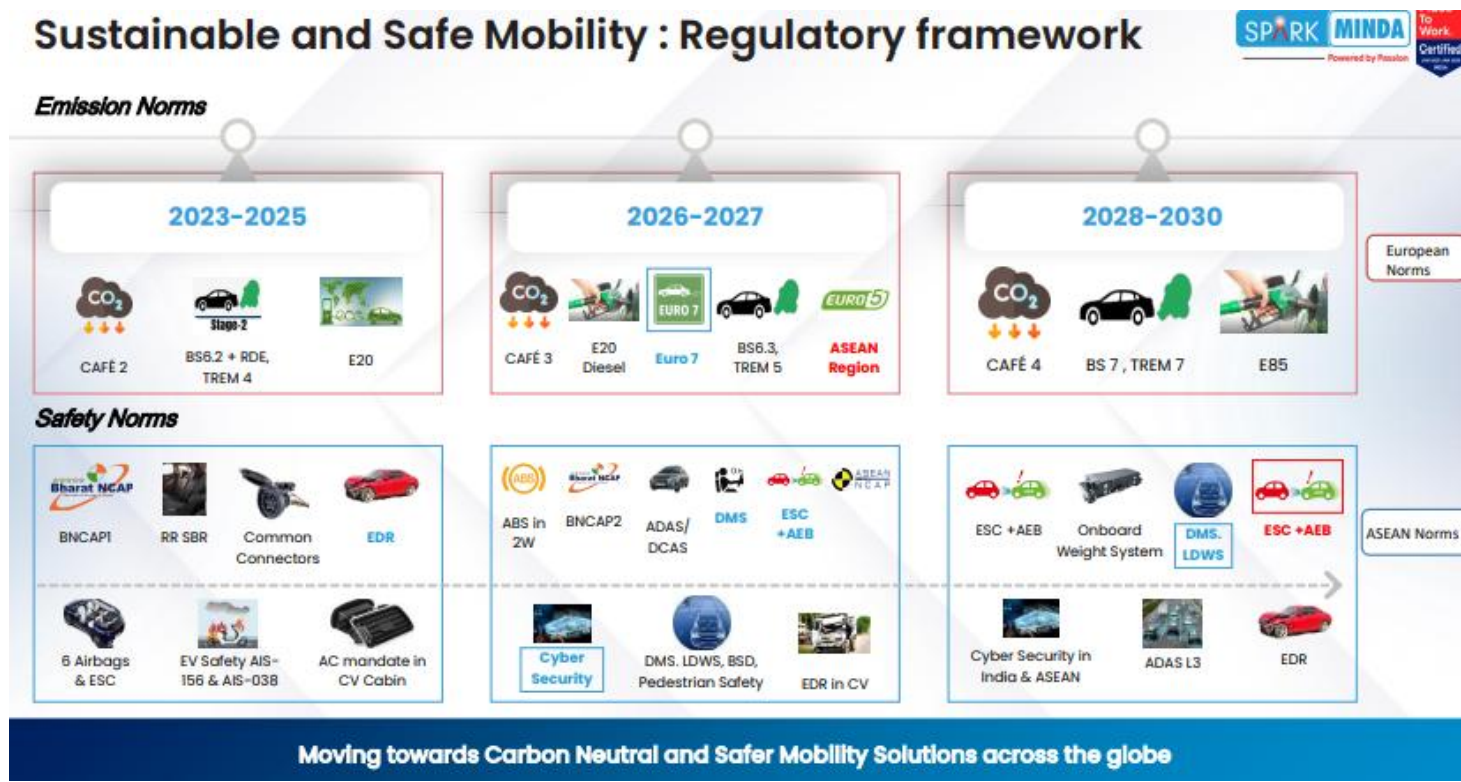 Sustainable and Safe Mobility : Regulatory framework
SPARK MINDA
Powered by Passion
To
Work.
Certified
Emission Norms
2023-2025
2026-2027
2028-2030
European
Norms
CO2
Stage-2
CAFÉ 2
BS6.2 + RDE,
TREM 4
E20
CO2
EURO 7
EURO 5
CAFÉ 3
E20
Diesel
Euro 7
BS6.3,
TREM 5
ASEAN
Region
CO2
CAFÉ 4
BS 7 , TREM 7
E85
Safety Norms
Bharat NCAP
BNCAP1
RR SBR
Common
Connectors
EDR
6 Airbags
& ESC
EV Safety AIS-
156 & AIS-038
AC mandate in
CV Cabin
Bharat NCAP
ASEAN
NCAP
ABS in
2W
BNCAP2
ADAS/
DCAS
DMS
ESC
+AEB
Cyber
Security
DMS. LDWS, BSD,
Pedestrian Safety
EDR in CV
ESC +AEB
Onboard
Weight System
DMS.
LDWS
ESC +AEB
ASEAN Norms
Cyber Security in
India & ASEAN
ADAS L3
EDR
Moving towards Carbon Neutral and Safer Mobility Solutions across the globe